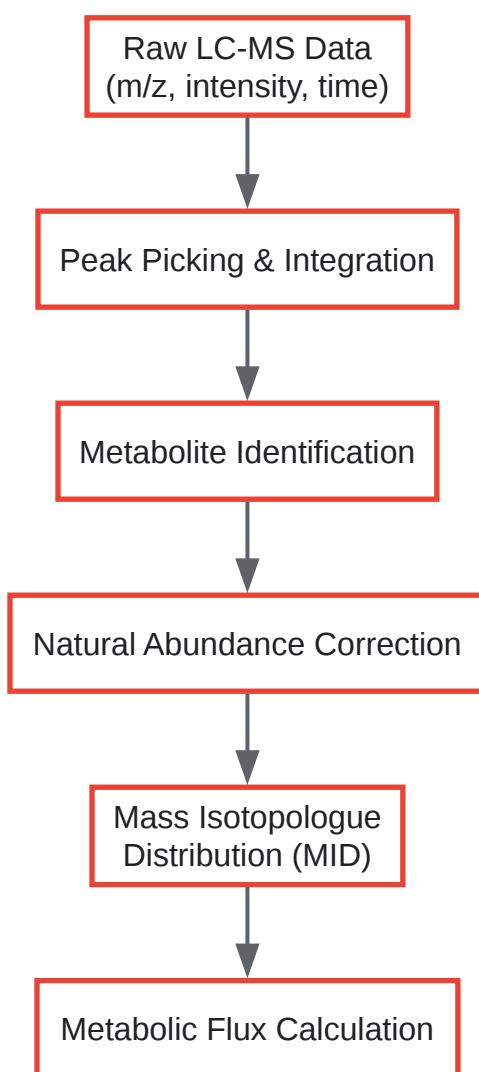 Raw LC-MS Data
(m/z, intensity, time)
Peak Picking & Integration
Metabolite Identification
Natural Abundance Correction
Mass Isotopologue
Distribution (MID)
Metabolic Flux Calculation